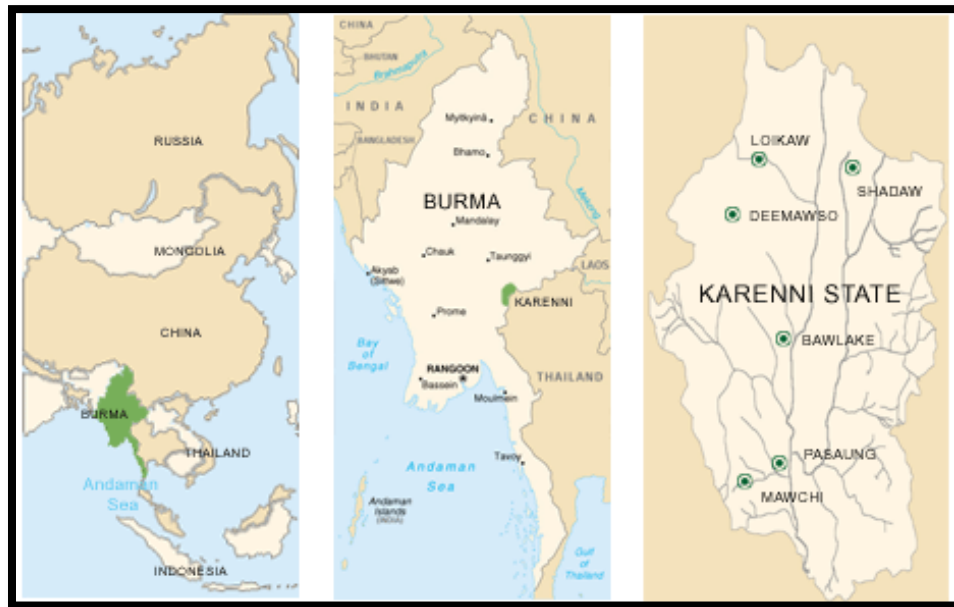 RUSSIA
MONGOLIA
CHINA
BURMA
THAILAND
Andaman
Sea
INDONESIA
CHINA
BHUTAN
Brahmaputra
INDIA
CHINA
BANGLADESH
Myitkyinä
Bhamo
BURMA
Mandalay
Mekong
Chauk
Taunggyi
LAOS
Akyab
(Sittwe)
KARENNI
Prome
Bay
of
Bengal
RANGOON
Bassein
THAILAND
Moulmein
Tavoy
Andaman
Sea
Andaman
Islands
(INDIA)
Gulf
of
Thailand
LOIKAW
SHADAW
DEEMAWSO
KARENNI STATE
BAWLAKE
PASAUNG
MAWCHI